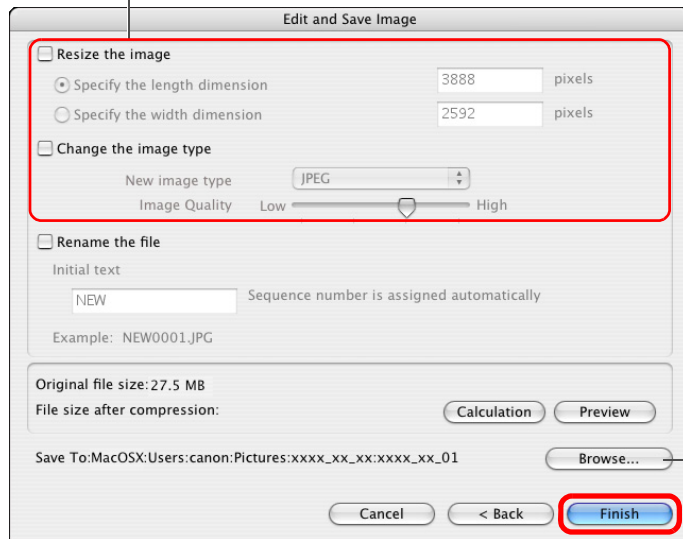 Edit and Save Image
Resize the image
Specify the length dimension 3888 pixels
Specify the width dimension 2592 pixels
Change the image type
New image type JPEG
Image Quality Low High
Rename the file
Initial text
NEW Sequence number is assigned automatically
Example: NEW0001.JPG
Original file size:27.5 MB
File size after compression: Calculation Preview
Save To:MacOSX:Users:canon:Pictures:xxxx_xx_xx:xxxx_xx_01 Browse...
Cancel < Back Finish